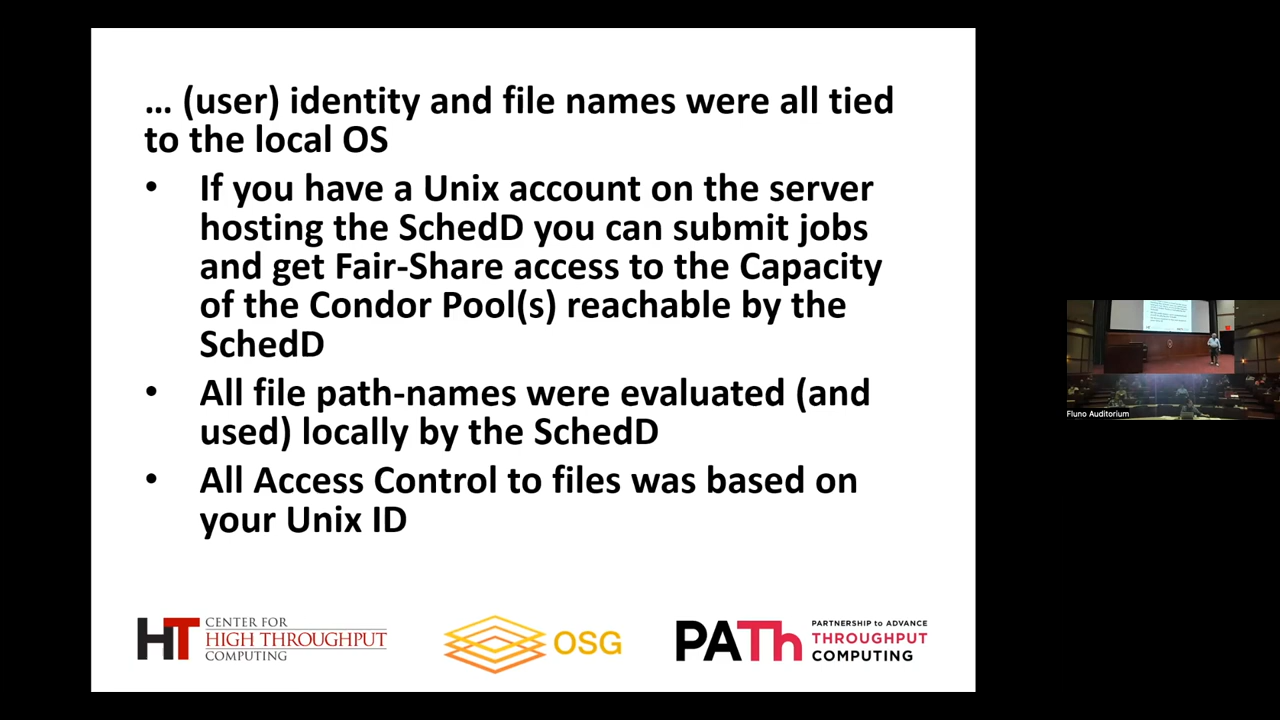 … (user) identity and file names were all tied
to the local OS
• If you have a Unix account on the server
hosting the SchedD you can submit jobs
and get Fair-Share access to the Capacity
of the Condor Pool(s) reachable by the
SchedD
• All file path-names were evaluated (and
used) locally by the SchedD
• All Access Control to files was based on
your Unix ID
HT CENTER FOR
HIGH THROUGHPUT
COMPUTING
OSG
PATh PARTNERSHIP to ADVANCE
THROUGHPUT
COMPUTING
Fluno Auditorium